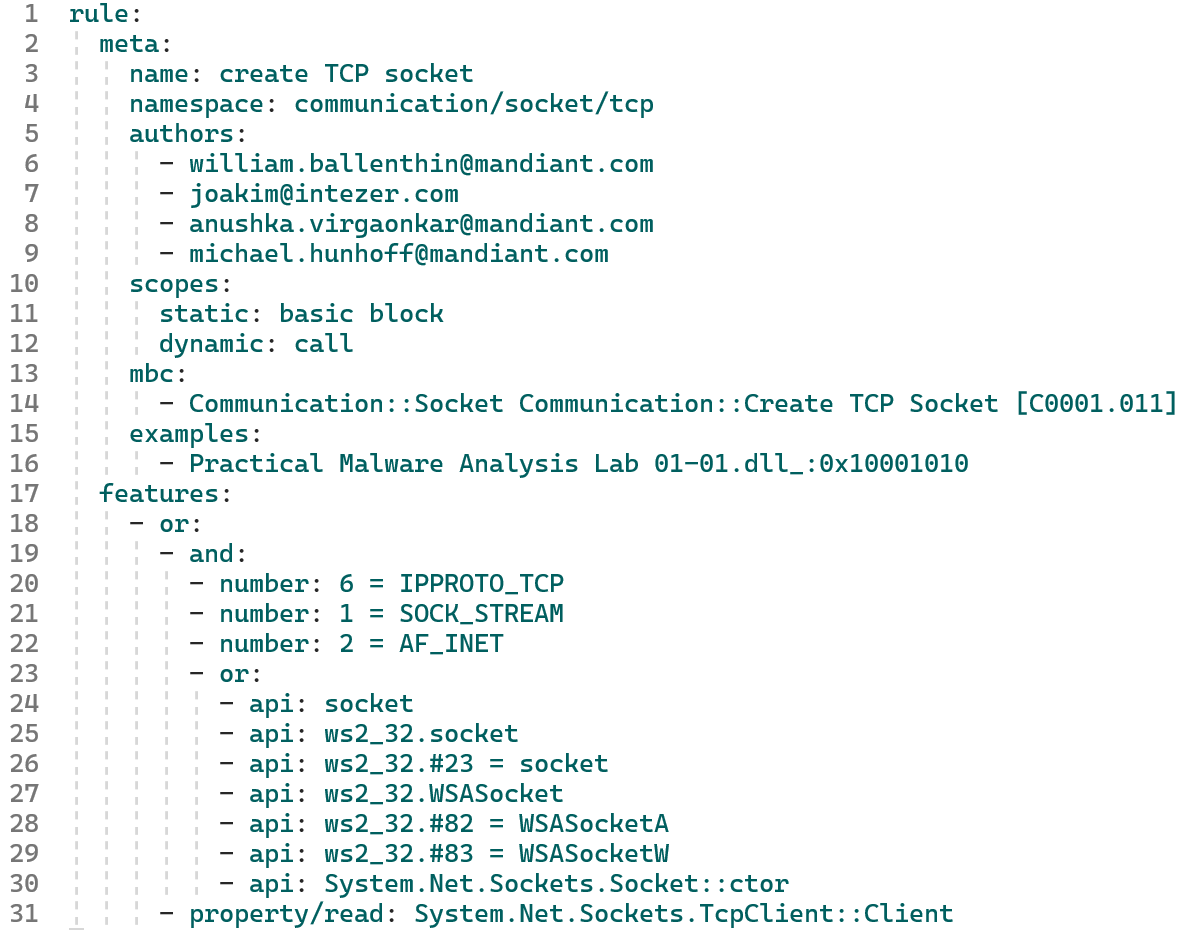 1 rule:
2   meta:
3     name: create TCP socket
4     namespace: communication/socket/tcp
5     authors:
6       - william.ballenthin@mandiant.com
7       - joakim@intezer.com
8       - anushka.virgaonkar@mandiant.com
9       - michael.hunhoff@mandiant.com
10     scopes:
11       static: basic block
12       dynamic: call
13     mbc:
14       - Communication::Socket Communication::Create TCP Socket [C0001.011]
15     examples:
16       - Practical Malware Analysis Lab 01-01.dll_:0x10001010
17   features:
18     - or:
19       - and:
20         - number: 6 = IPPROTO_TCP
21         - number: 1 = SOCK_STREAM
22         - number: 2 = AF_INET
23         - or:
24           - api: socket
25           - api: ws2_32.socket
26           - api: ws2_32.#23 = socket
27           - api: ws2_32.WSASocket
28           - api: ws2_32.#82 = WSASocketA
29           - api: ws2_32.#83 = WSASocketW
30           - api: System.Net.Sockets.Socket::ctor
31       - property/read: System.Net.Sockets.TcpClient::Client